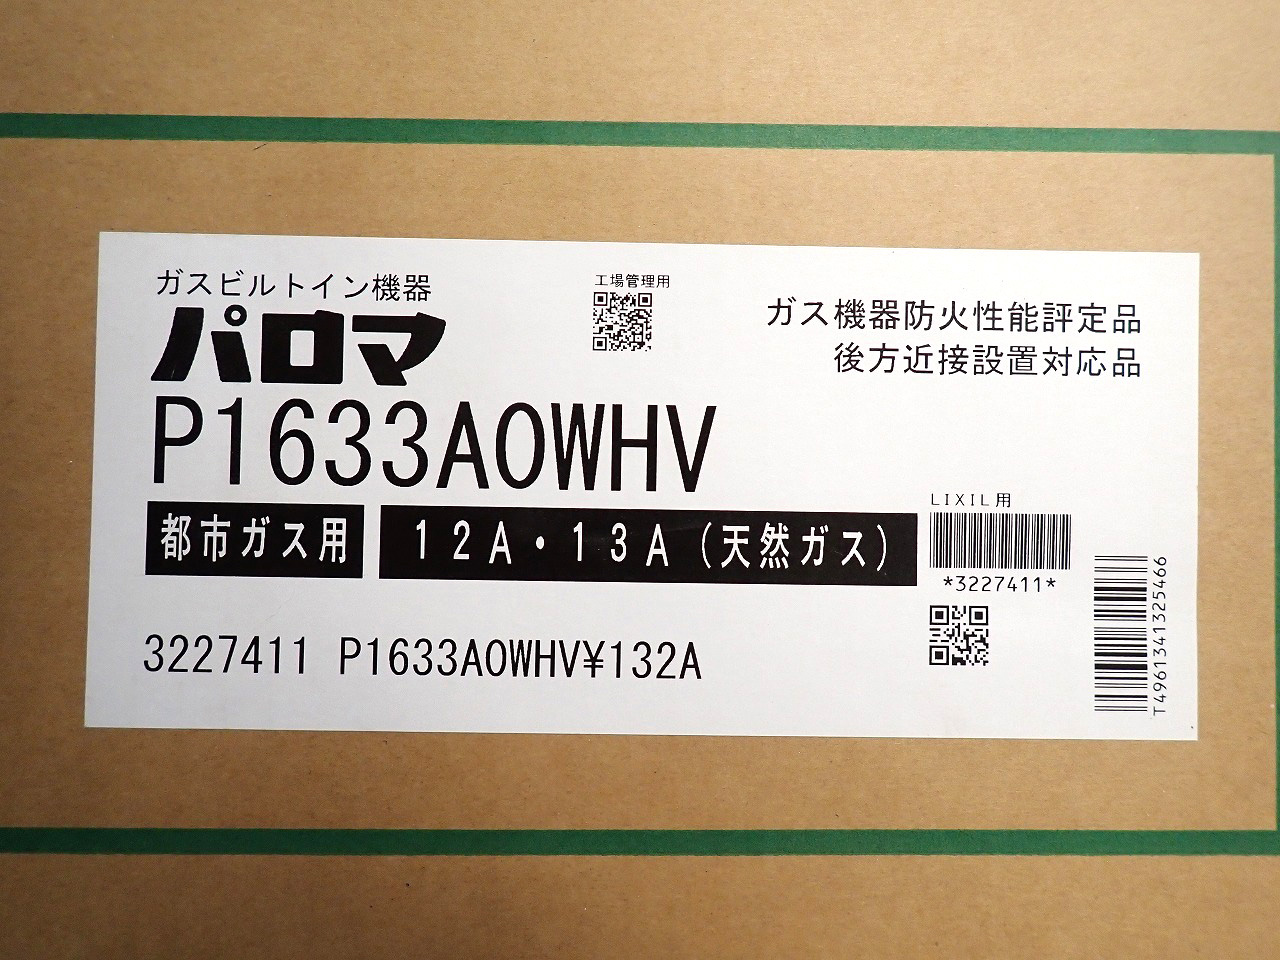 ガスビルトイン機器
パロマ
P1633A0WHV
工場管理用
ガス機器防火性能評定品
後方近接設置対応品
都市ガス用
12A・13A（天然ガス）
LIXIL用
*3227411*
3227411 P1633A0WHV¥132A
T4961341325466